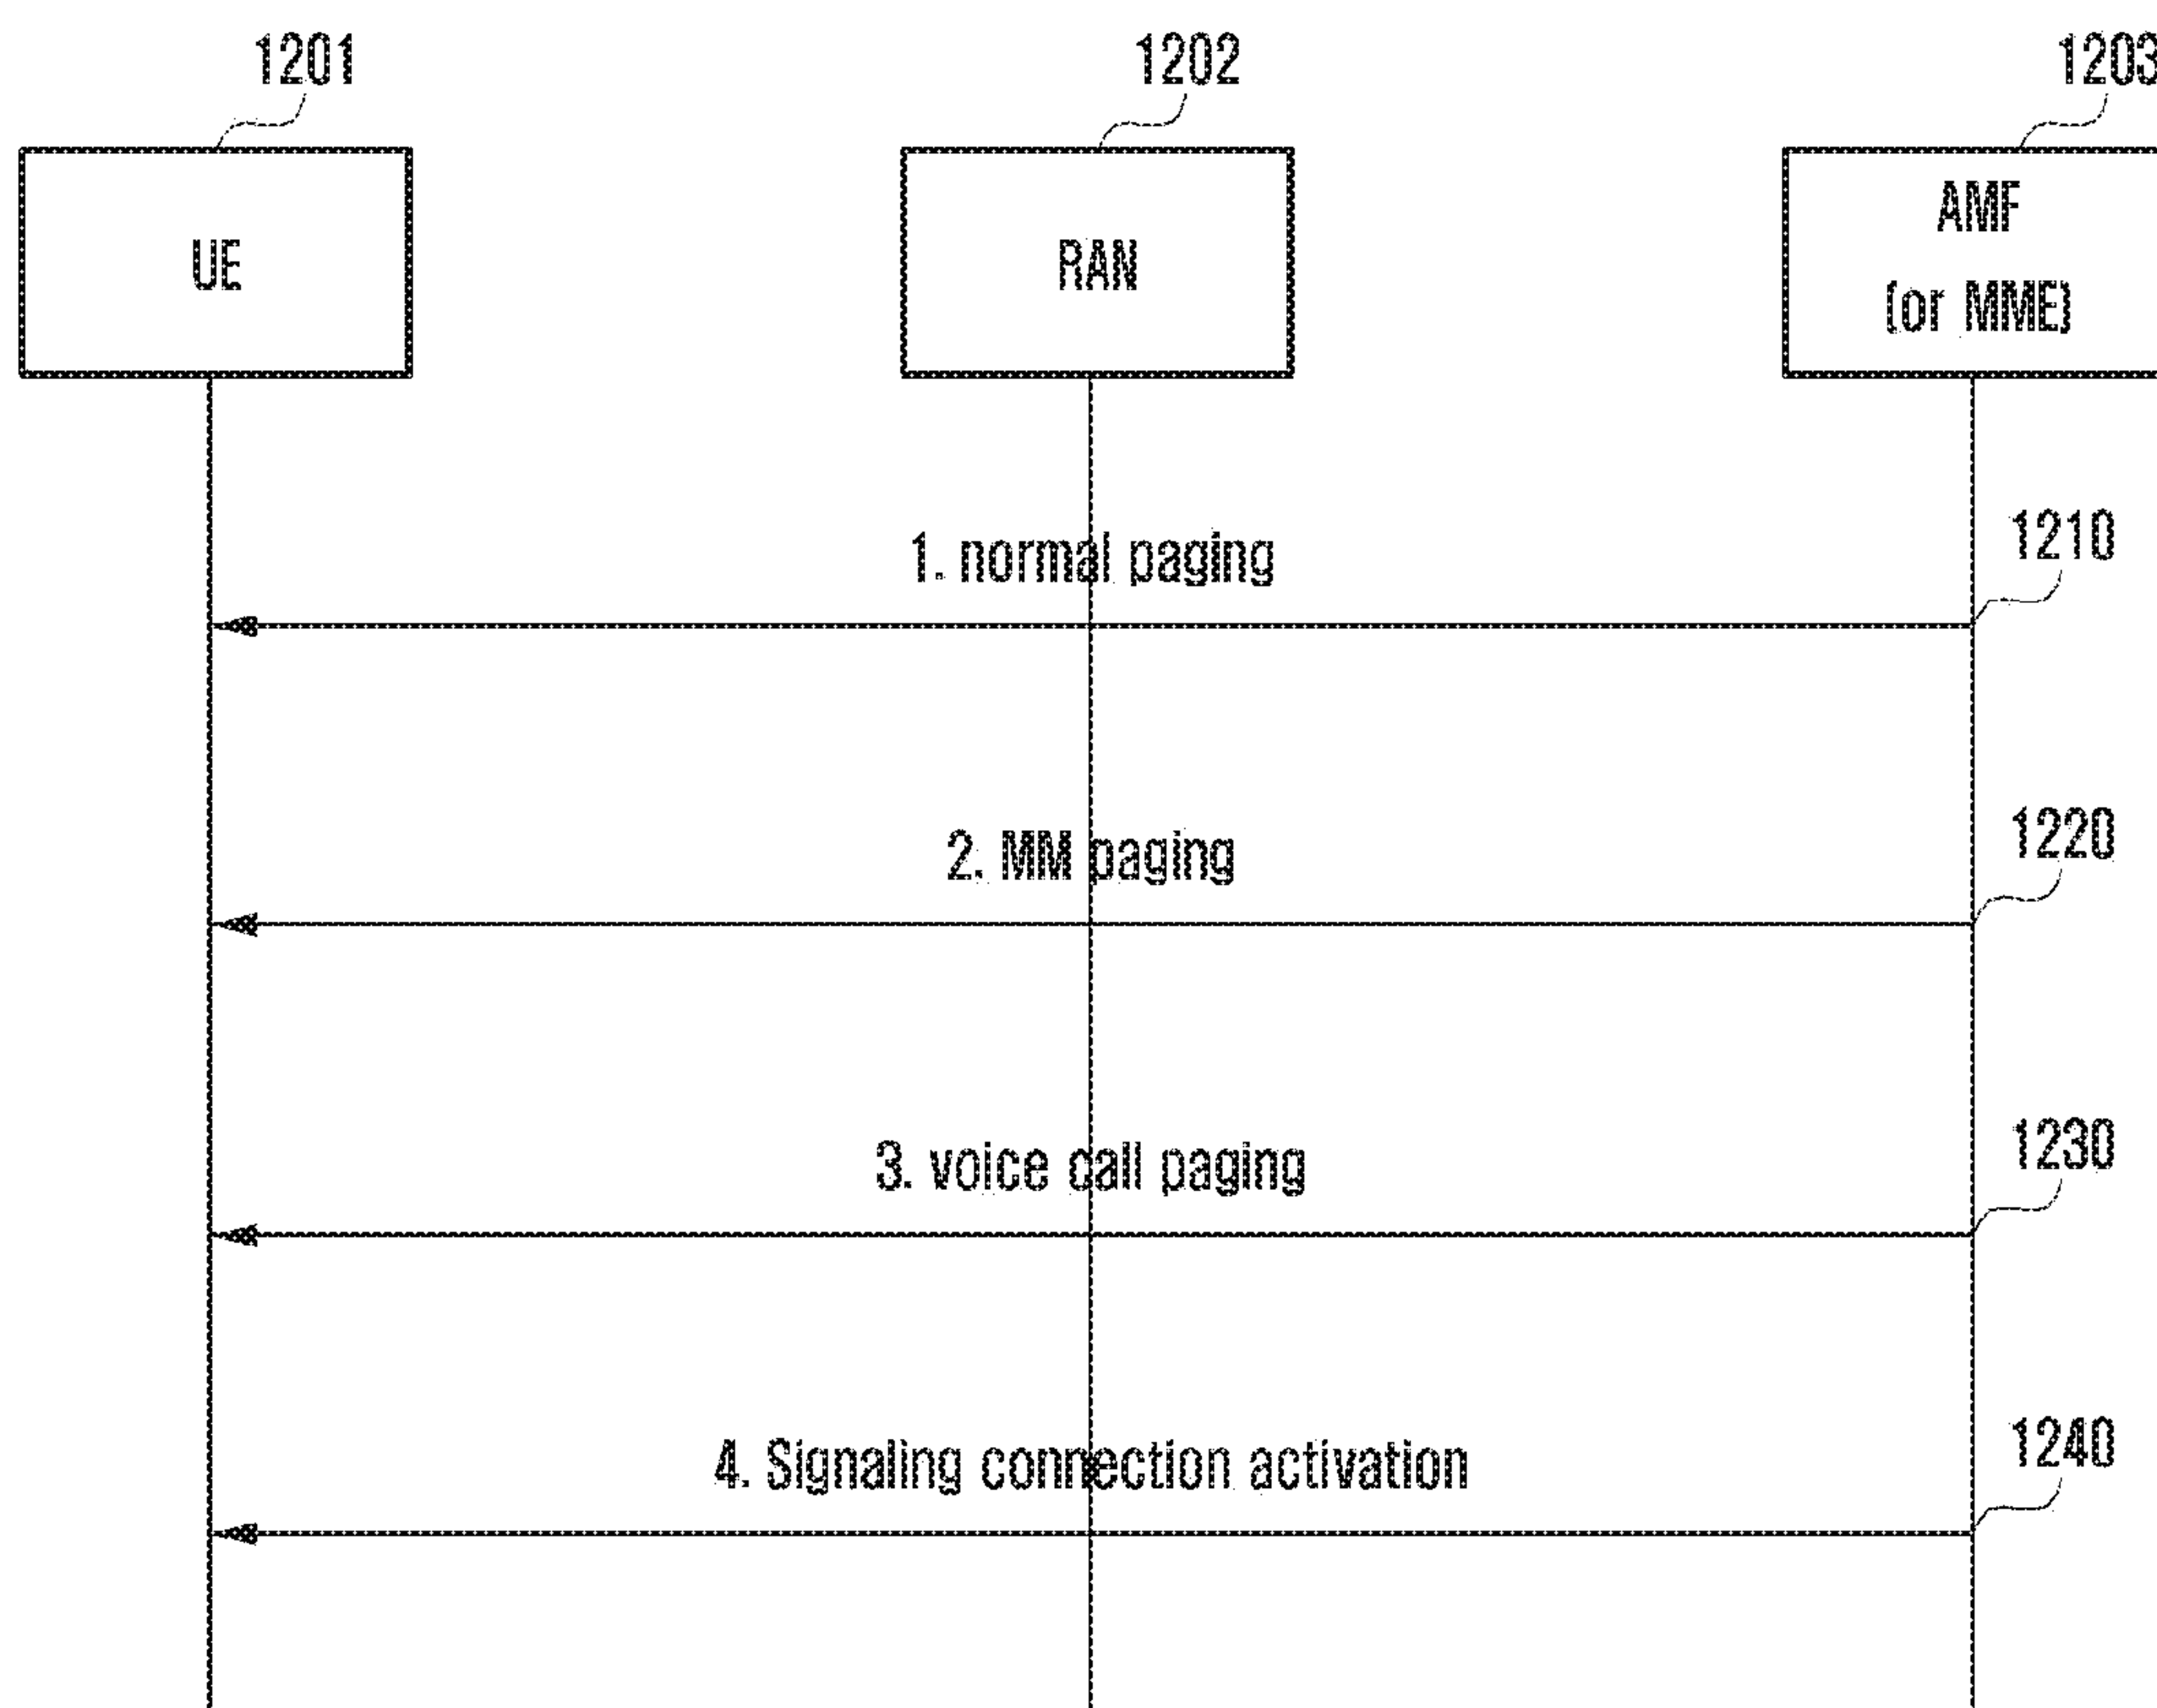 1201
1202
1203
UE
RAN
AMF
(or MME)
1210
1. normal paging
1220
2. MM paging
1230
3. voice call paging
1240
4. Signaling connection activation